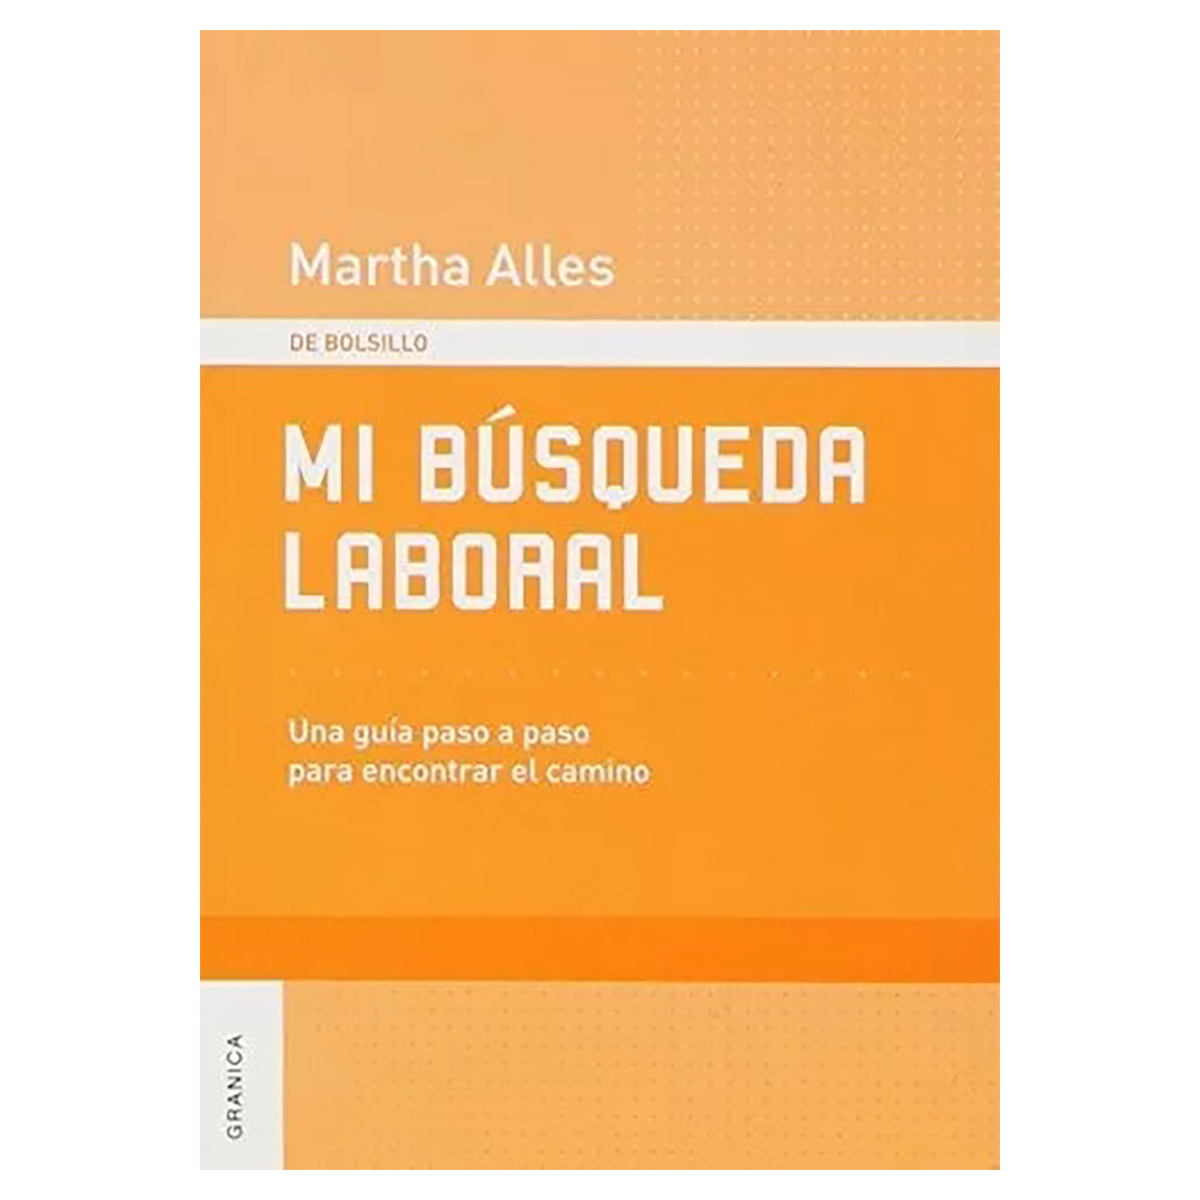 Martha Alles
DE BOLSILLO
MI BÚSQUEDA
LABORAL
Una guía paso a paso
para encontrar el camino
GRANICA